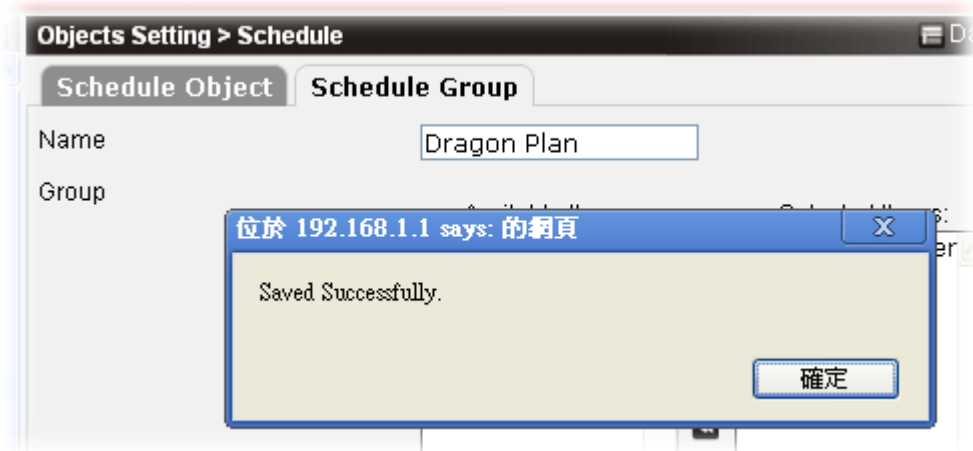 Objects Setting > Schedule
Schedule Object
Schedule Group
Name
Dragon Plan
Group
位於 192.168.1.1 says: 的網頁
X
Saved Successfully.
確定